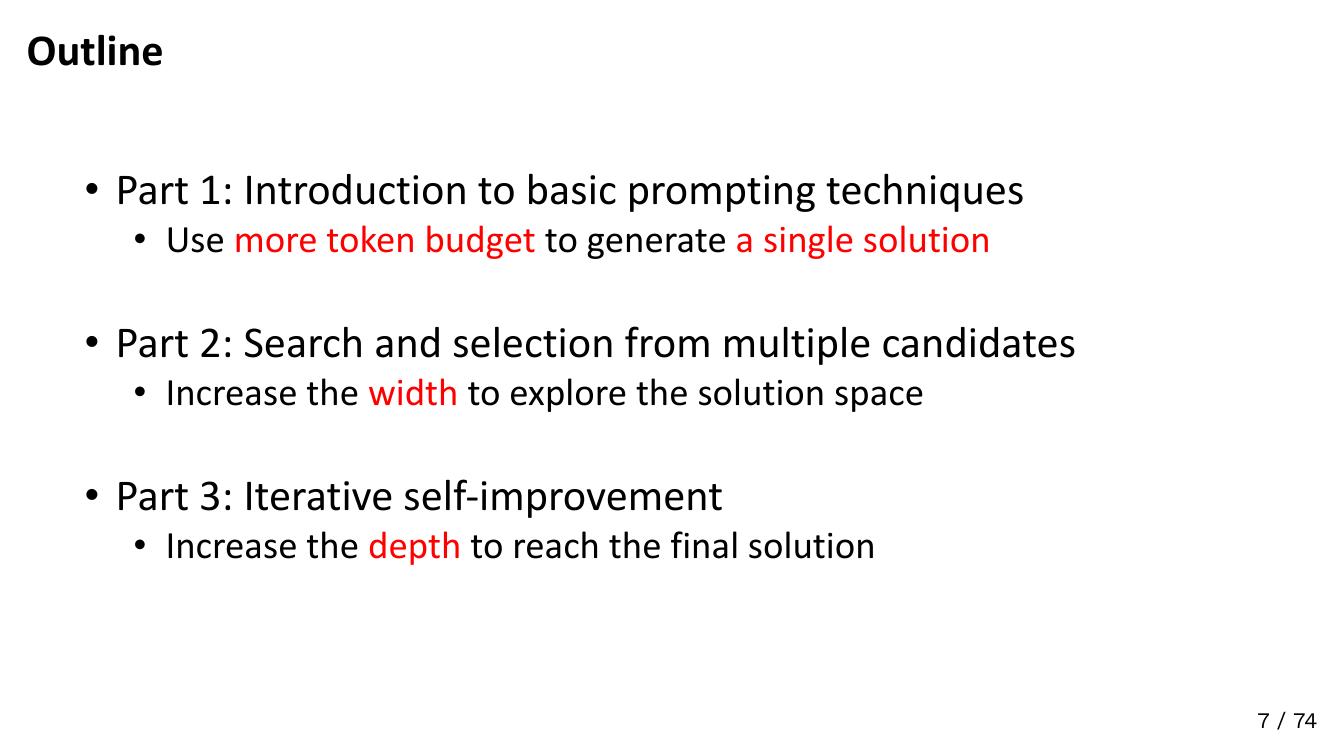 Outline
• Part 1: Introduction to basic prompting techniques
• Use more token budget to generate a single solution
• Part 2: Search and selection from multiple candidates
• Increase the width to explore the solution space
• Part 3: Iterative self-improvement
• Increase the depth to reach the final solution
7 / 74